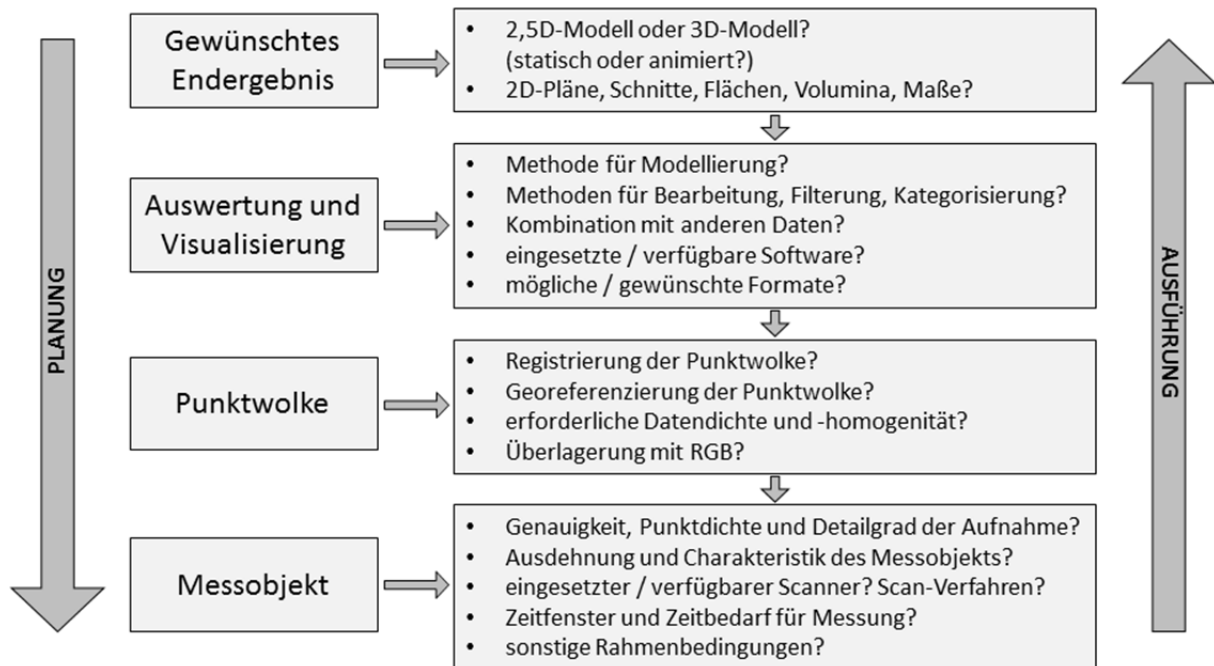 PLANUNG
Gewünschtes
Endergebnis
• 2,5D-Modell oder 3D-Modell?
(statisch oder animiert?)
• 2D-Pläne, Schnitte, Flächen, Volumina, Maße?
Auswertung und
Visualisierung
• Methode für Modellierung?
• Methoden für Bearbeitung, Filterung, Kategorisierung?
• Kombination mit anderen Daten?
• eingesetzte / verfügbare Software?
• mögliche / gewünschte Formate?
Punktwolke
• Registrierung der Punktwolke?
• Georeferenzierung der Punktwolke?
• erforderliche Datendichte und -homogenität?
• Überlagerung mit RGB?
Messobjekt
• Genauigkeit, Punktdichte und Detailgrad der Aufnahme?
• Ausdehnung und Charakteristik des Messobjekts?
• eingesetzter / verfügbarer Scanner? Scan-Verfahren?
• Zeitfenster und Zeitbedarf für Messung?
• sonstige Rahmenbedingungen?
AUSFÜHRUNG